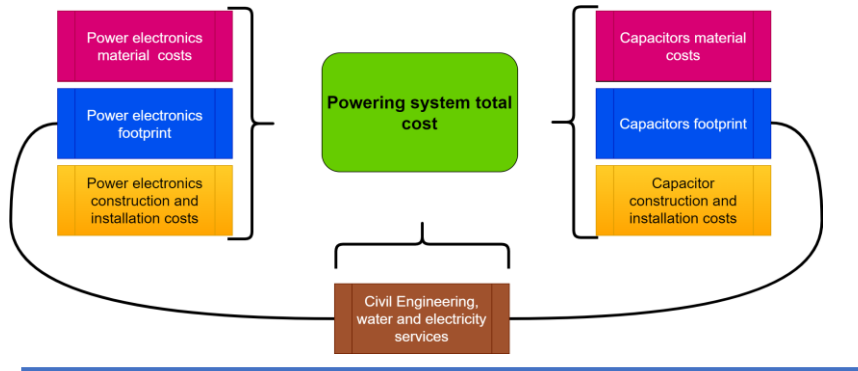 Power electronics
material costs
Power electronics
footprint
Power electronics
construction and
installation costs
Powering system total
cost
Capacitors material
costs
Capacitors footprint
Capacitor
construction and
installation costs
Civil Engineering,
water and electricity
services